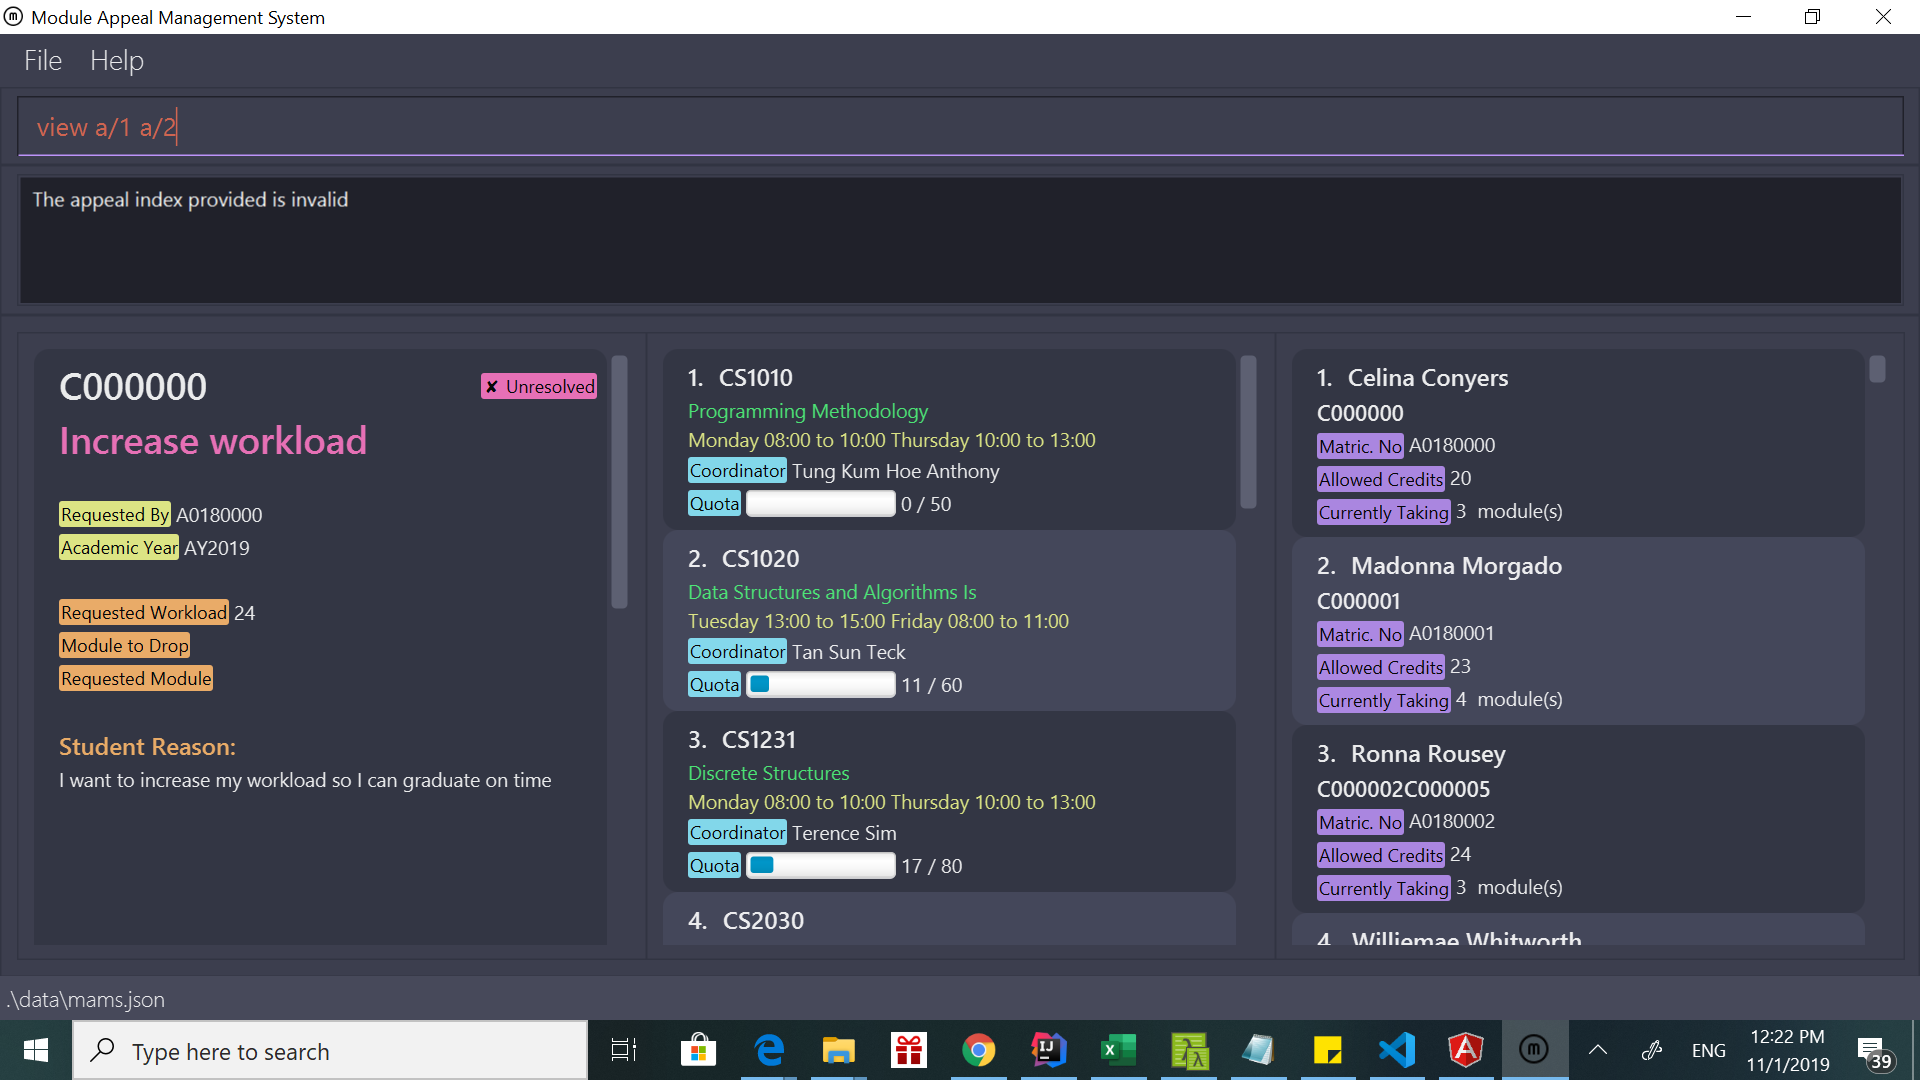 Module Appeal Management System
File Help
view a/1 a/2
The appeal index provided is invalid
C000000
✘ Unresolved
Increase workload
Requested By A0180000
Academic Year AY2019
Requested Workload 24
Module to Drop
Requested Module
Student Reason:
I want to increase my workload so I can graduate on time
1. CS1010
Programming Methodology
Monday 08:00 to 10:00 Thursday 10:00 to 13:00
Coordinator Tung Kum Hoe Anthony
Quota 0 / 50
2. CS1020
Data Structures and Algorithms Is
Tuesday 13:00 to 15:00 Friday 08:00 to 11:00
Coordinator Tan Sun Teck
Quota 11 / 60
3. CS1231
Discrete Structures
Monday 08:00 to 10:00 Thursday 10:00 to 13:00
Coordinator Terence Sim
Quota 17 / 80
4. CS2030
1. Celina Conyers
C000000
Matric. No A0180000
Allowed Credits 20
Currently Taking 3 module(s)
2. Madonna Morgado
C000001
Matric. No A0180001
Allowed Credits 23
Currently Taking 4 module(s)
3. Ronna Rousey
C000002C000005
Matric. No A0180002
Allowed Credits 24
Currently Taking 3 module(s)
4. Williemae Whitworth
.\data\mams.json
Type here to search
ENG
12:22 PM
11/1/2019
39